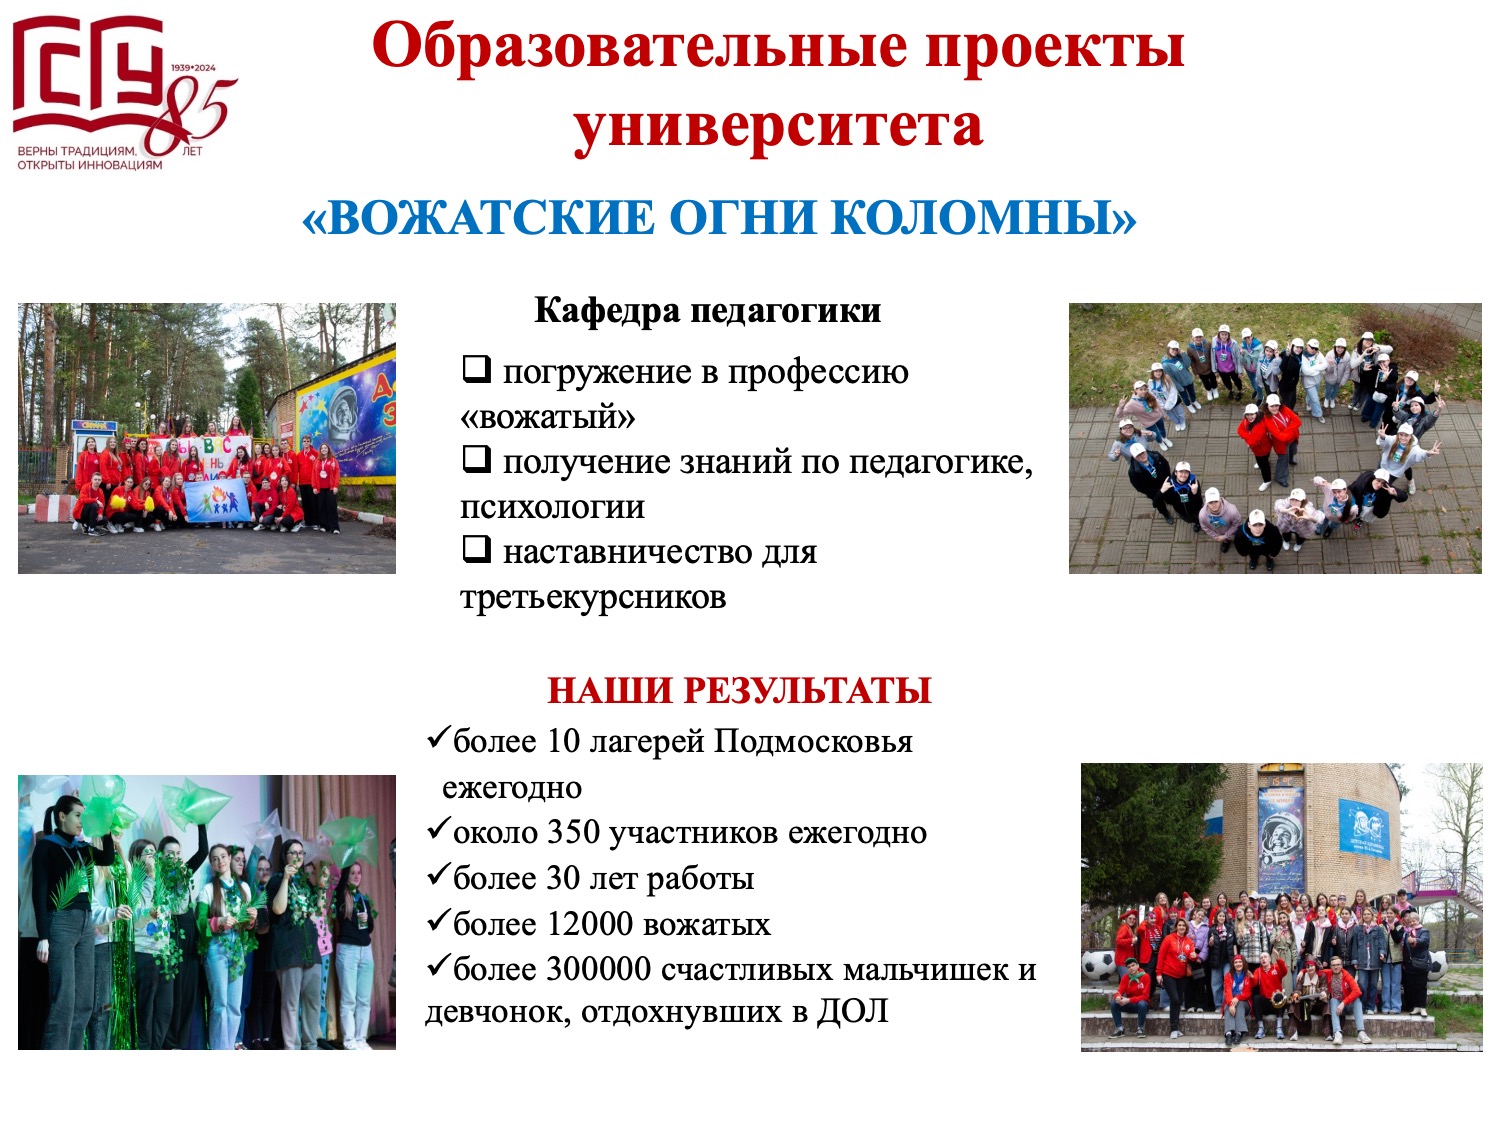 ГСГУ
1939•2024
85
ЛЕТ
ВЕРНЫ ТРАДИЦИЯМ,
ОТКРЫТЫ ИННОВАЦИЯМ
Образовательные проекты
университета
«ВОЖАТСКИЕ ОГНИ КОЛОМНЫ»
Кафедра педагогики
❑ погружение в профессию
«вожатый»
❑ получение знаний по педагогике,
психологии
❑ наставничество для
третьекурсников
НАШИ РЕЗУЛЬТАТЫ
✓более 10 лагерей Подмосковья
ежегодно
✓около 350 участников ежегодно
✓более 30 лет работы
✓более 12000 вожатых
✓более 300000 счастливых мальчишек и
девчонок, отдохнувших в ДОЛ